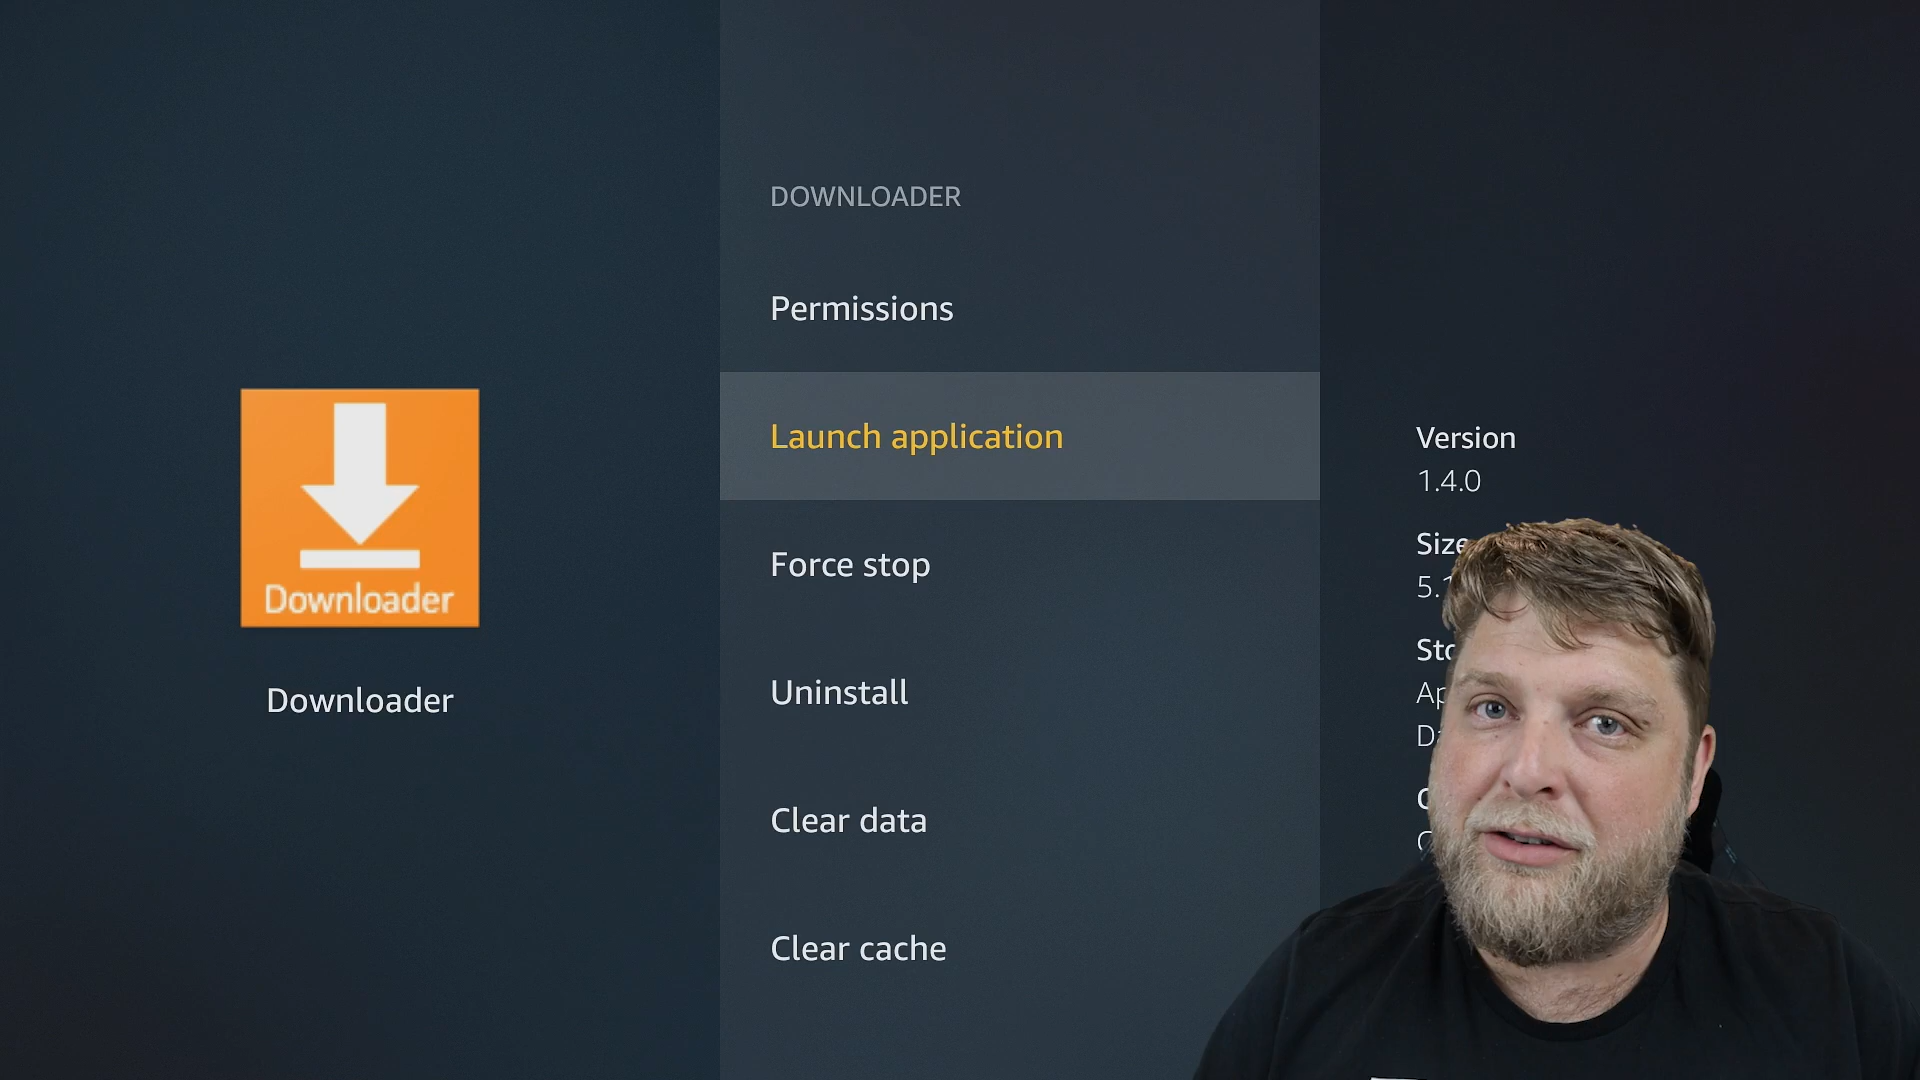 Downloader
Downloader
DOWNLOADER
Permissions
Launch application
Force stop
Uninstall
Clear data
Clear cache
Version
1.4.0